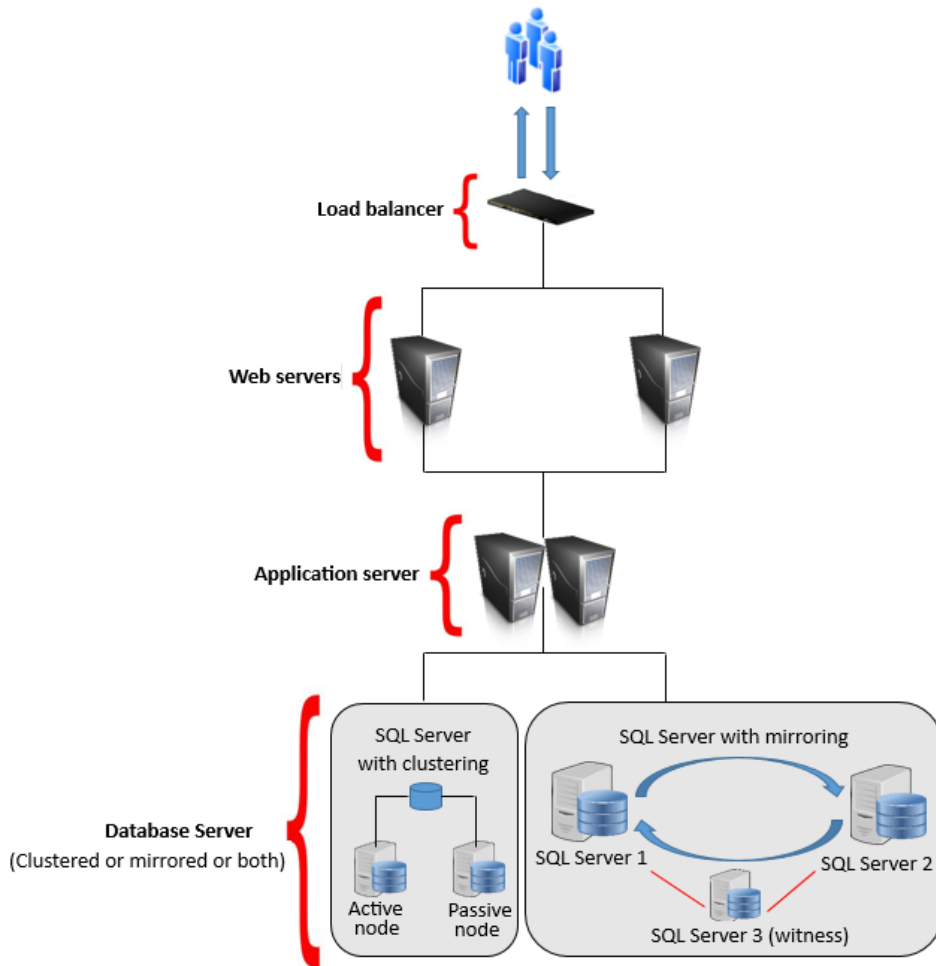 Load balancer
Web servers
Application server
SQL Server
with clustering
SQL Server with mirroring
Database Server
(Clustered or mirrored or both)
Active
node
Passive
node
SQL Server 1
SQL Server 2
SQL Server 3 (witness)